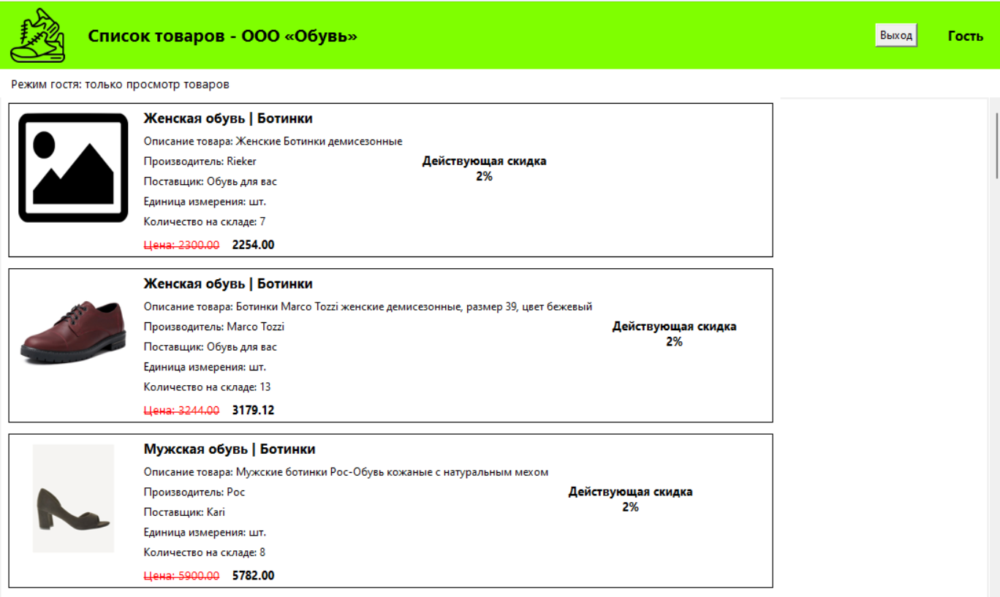 Список товаров - ООО «Обувь»
Выход
Гость
Режим гостя: только просмотр товаров
Женская обувь | Ботинки
Описание товара: Женские Ботинки демисезонные
Производитель: Rieker
Поставщик: Обувь для вас
Единица измерения: шт.
Количество на складе: 7
Цена: 2300.00 2254.00
Действующая скидка
2%
Женская обувь | Ботинки
Описание товара: Ботинки Marco Tozzi женские демисезонные, размер 39, цвет бежевый
Производитель: Marco Tozzi
Поставщик: Обувь для вас
Единица измерения: шт.
Количество на складе: 13
Цена: 3244.00 3179.12
Действующая скидка
2%
Мужская обувь | Ботинки
Описание товара: Мужские ботинки Рос-Обувь кожаные с натуральным мехом
Производитель: Рос
Поставщик: Kari
Единица измерения: шт.
Количество на складе: 8
Цена: 5900.00 5782.00
Действующая скидка
2%